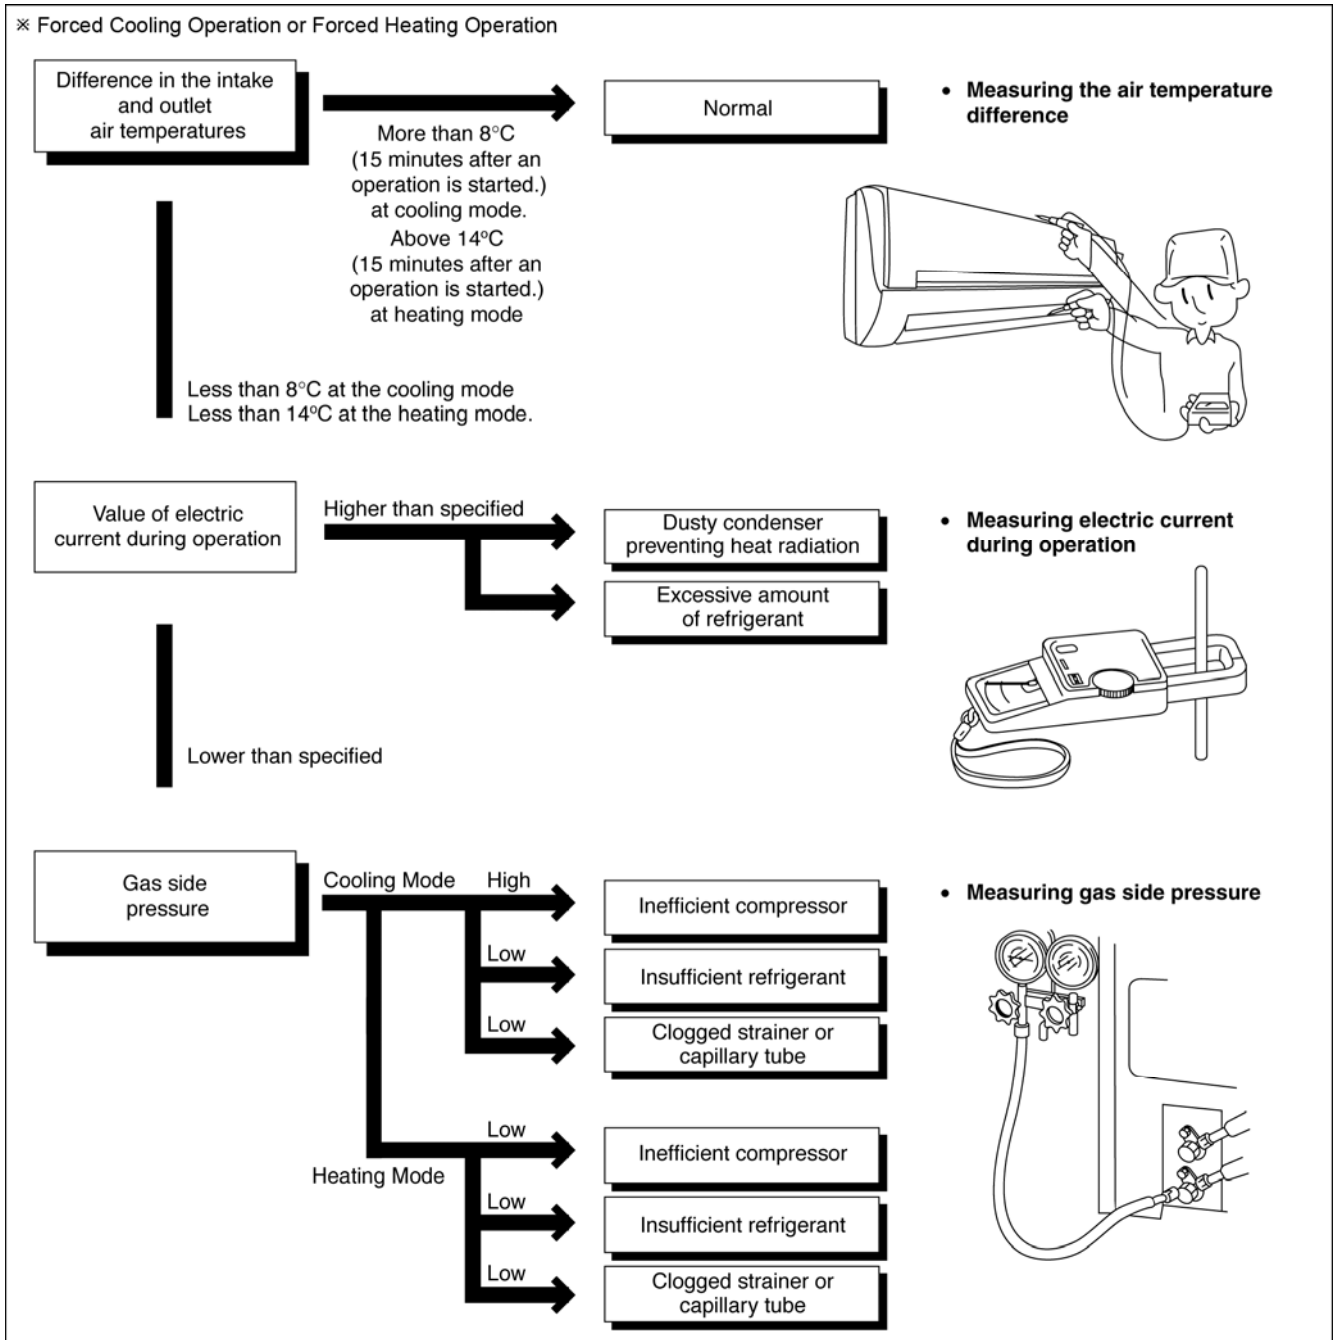 ※ Forced Cooling Operation or Forced Heating Operation
Difference in the intake
and outlet
air temperatures
More than 8°C
(15 minutes after an
operation is started.)
at cooling mode.
Above 14°C
(15 minutes after an
operation is started.)
at heating mode
Normal
• Measuring the air temperature
difference
Less than 8°C at the cooling mode
Less than 14°C at the heating mode.
Value of electric
current during operation
Higher than specified
Dusty condenser
preventing heat radiation
Excessive amount
of refrigerant
• Measuring electric current
during operation
Lower than specified
Gas side
pressure
Cooling Mode
High
Inefficient compressor
Low
Insufficient refrigerant
Low
Clogged strainer or
capillary tube
• Measuring gas side pressure
Heating Mode
Low
Inefficient compressor
Low
Insufficient refrigerant
Low
Clogged strainer or
capillary tube